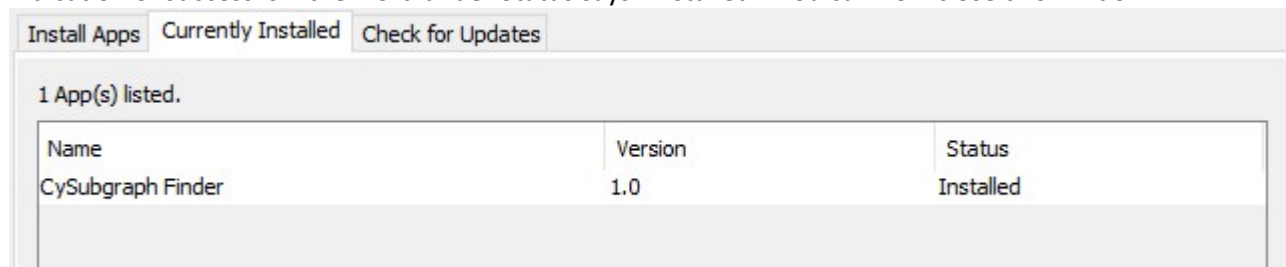 Install Apps Currently Installed Check for Updates
1 App(s) listed.
Name Version Status
CySubgraph Finder 1.0 Installed